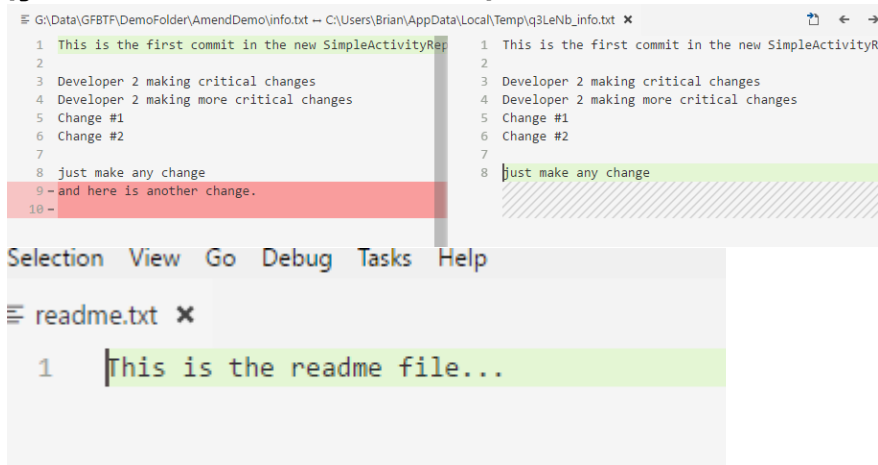 G:\Data\GFBTF\DemoFolder\AmendDemo\info.txt ↔ C:\Users\Brian\AppData\Local\Temp\q3LeNb_info.txt ×
1 This is the first commit in the new SimpleActivityRep
2
3 Developer 2 making critical changes
4 Developer 2 making more critical changes
5 Change #1
6 Change #2
7
8 just make any change
9 - and here is another change.
10 -
1 This is the first commit in the new SimpleActivityR
2
3 Developer 2 making critical changes
4 Developer 2 making more critical changes
5 Change #1
6 Change #2
7
8 just make any change
Selection View Go Debug Tasks Help
readme.txt ×
1 This is the readme file...